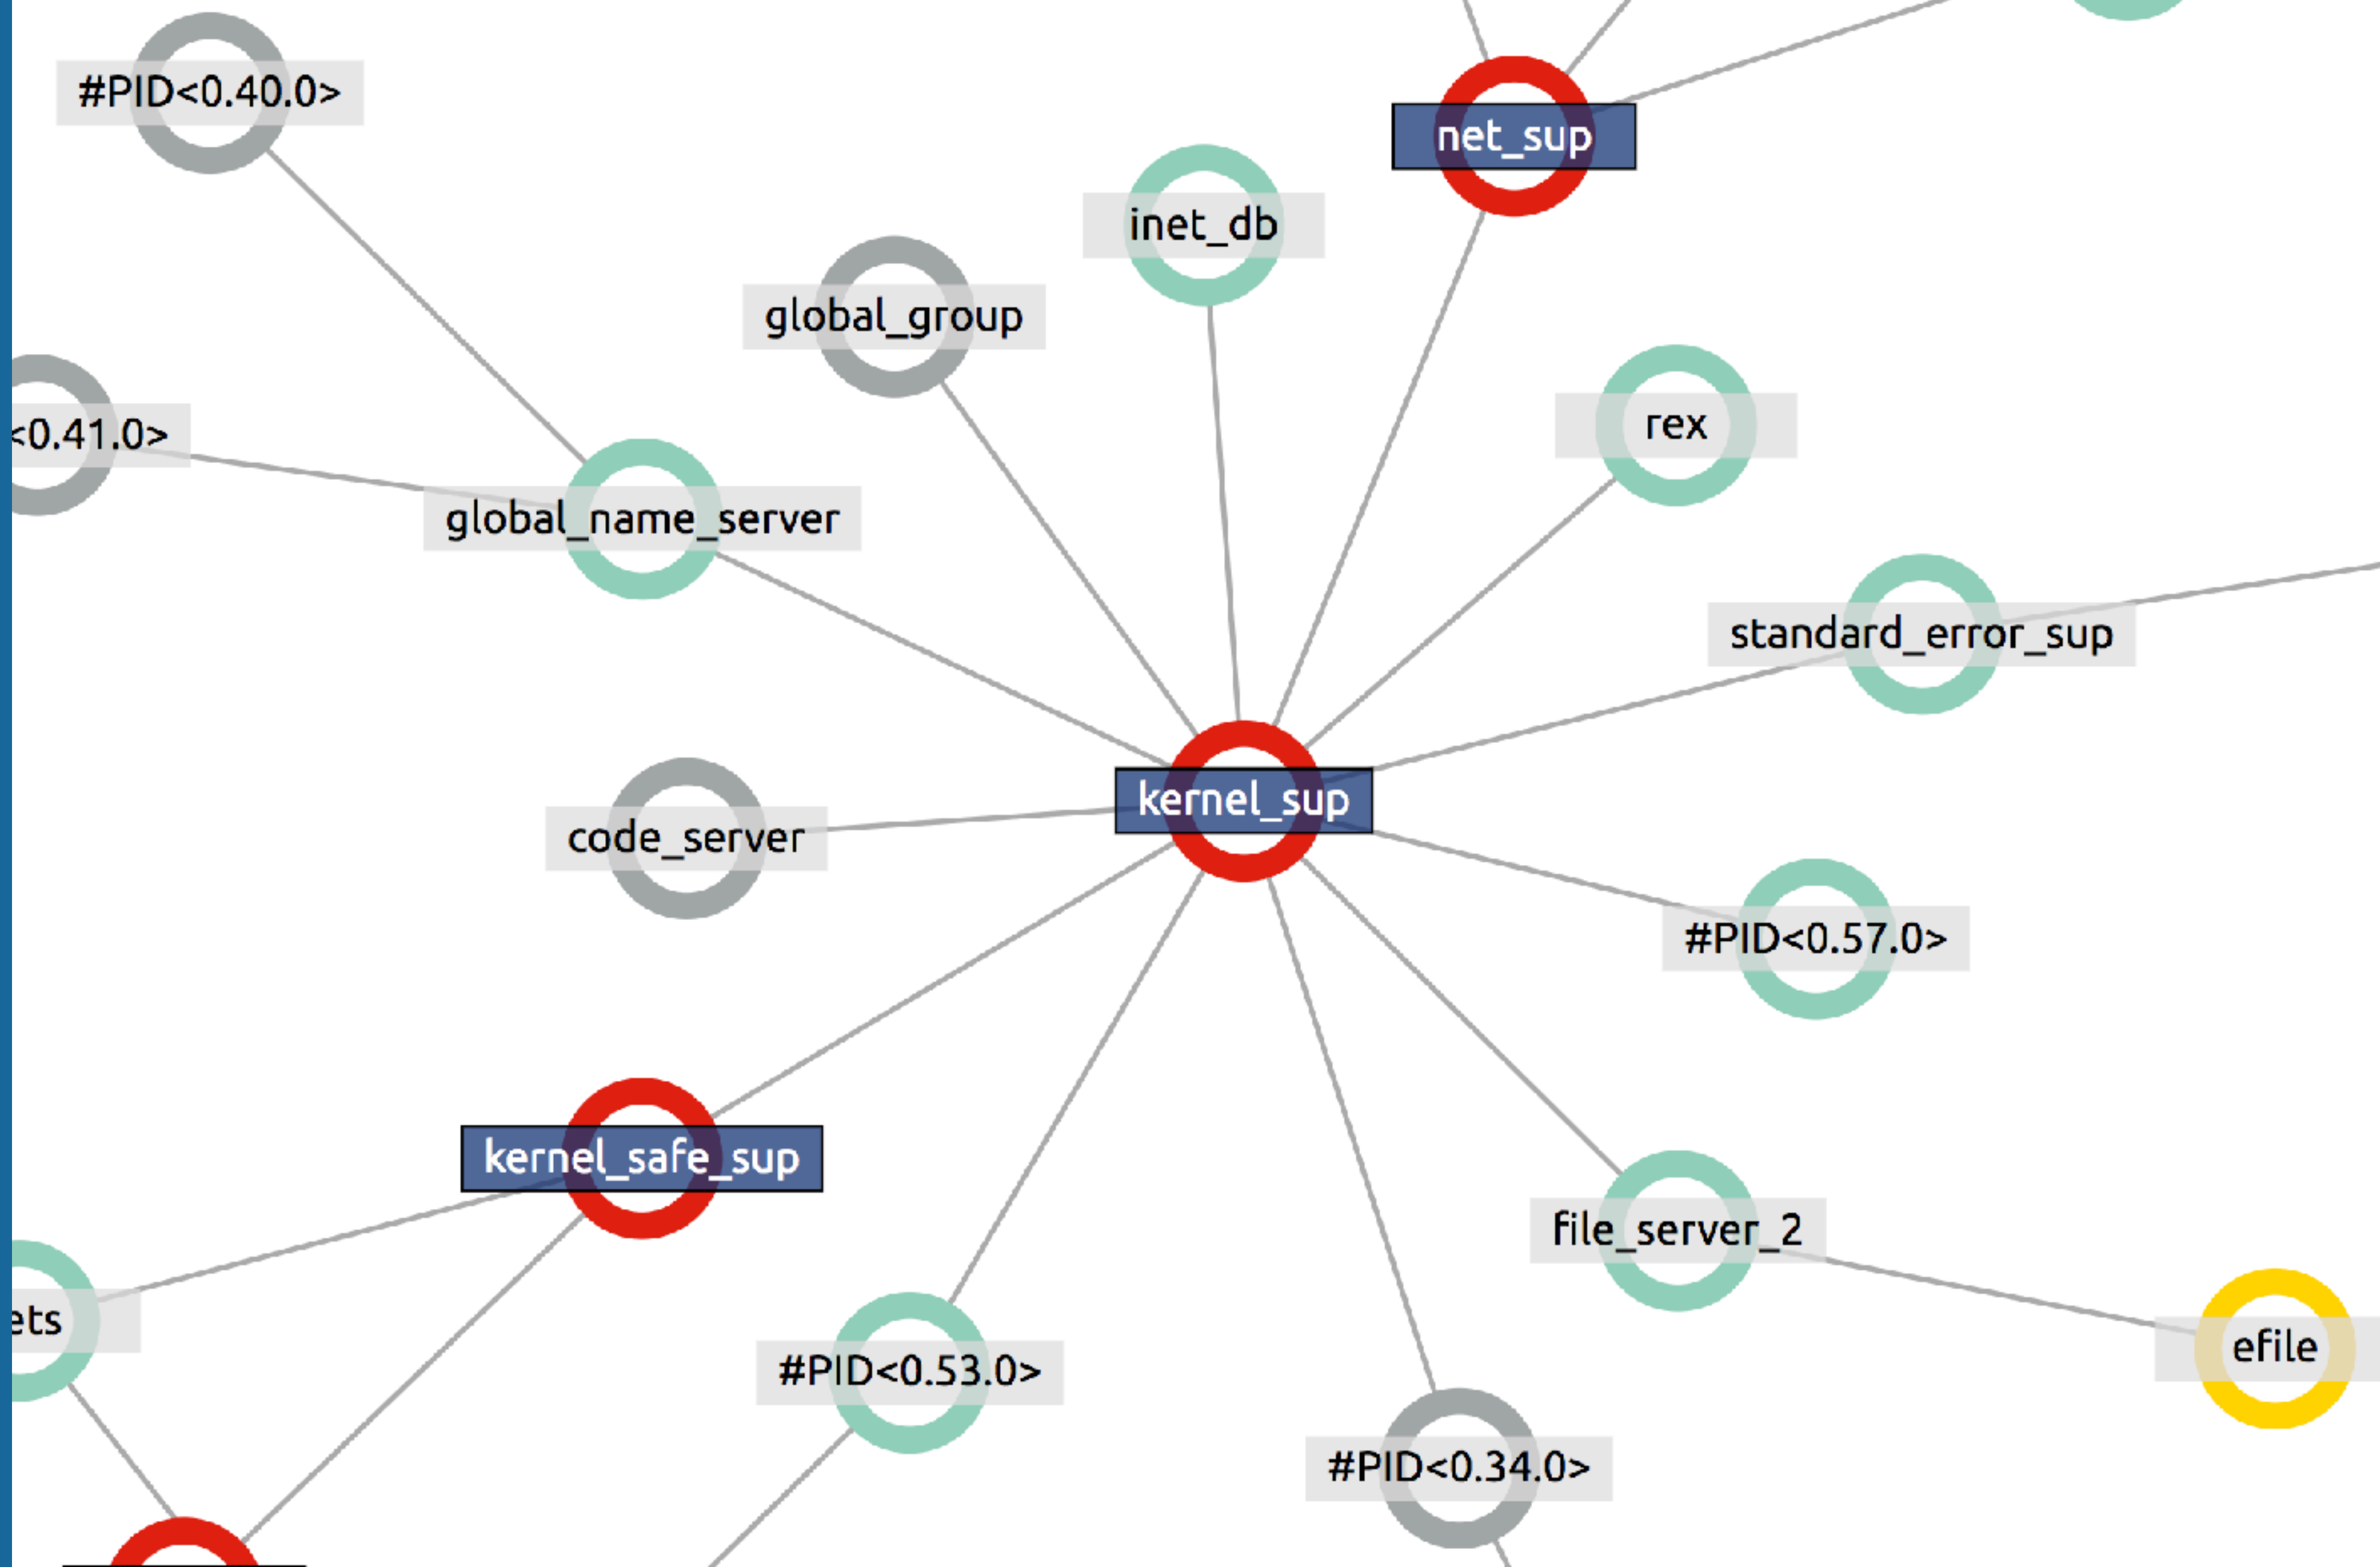 #PID<0.40.0>
net_sup
inet_db
global_group
rex
<0.41.0>
global_name_server
standard_error_sup
kernel_sup
code_server
#PID<0.57.0>
kernel_safe_sup
file_server_2
ets
efile
#PID<0.53.0>
#PID<0.34.0>